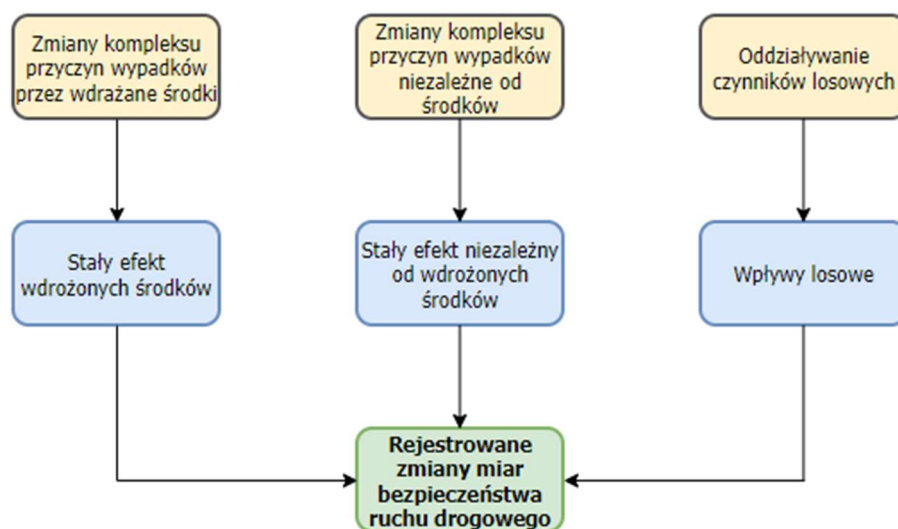 Zmiany kompleksu
przyczyn wypadków
przez wdrażane środki
Zmiany kompleksu
przyczyn wypadków
niezależne od
środków
Oddziaływanie
czynników losowych
Stały efekt
wdrożonych środków
Stały efekt niezależny
od wdrożonych
środków
Wpływy losowe
Rejestrowane
zmiany miar
bezpieczeństwa
ruchu drogowego